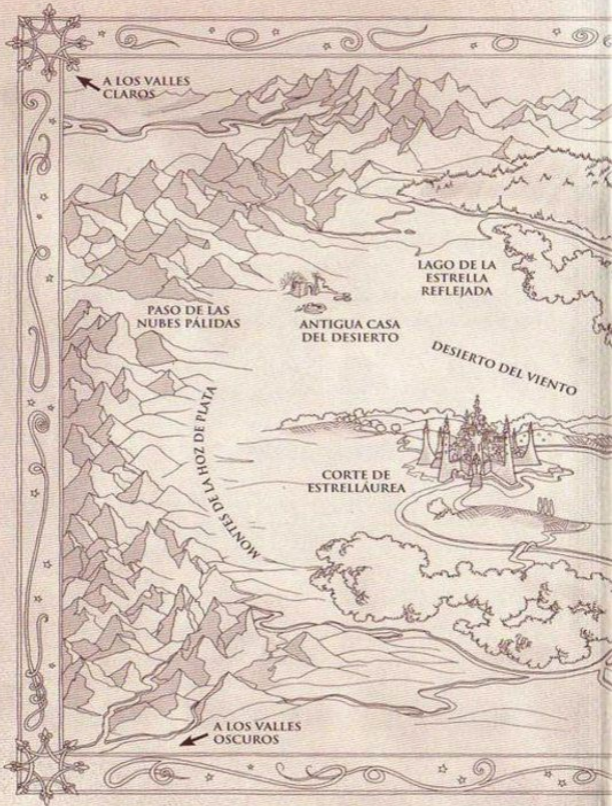 A LOS VALLES
CLAROS
LAGO DE LA
ESTRELLA
REFLEJADA
PASO DE LAS
NUBES PÁLIDAS
ANTIGUA CASA
DEL DESIERTO
DESIERTO DEL VIENTO
MONTES DE LA HOZ DE PLATA
CORTE DE
ESTRELLÁUREA
A LOS VALLES
OSCUROS